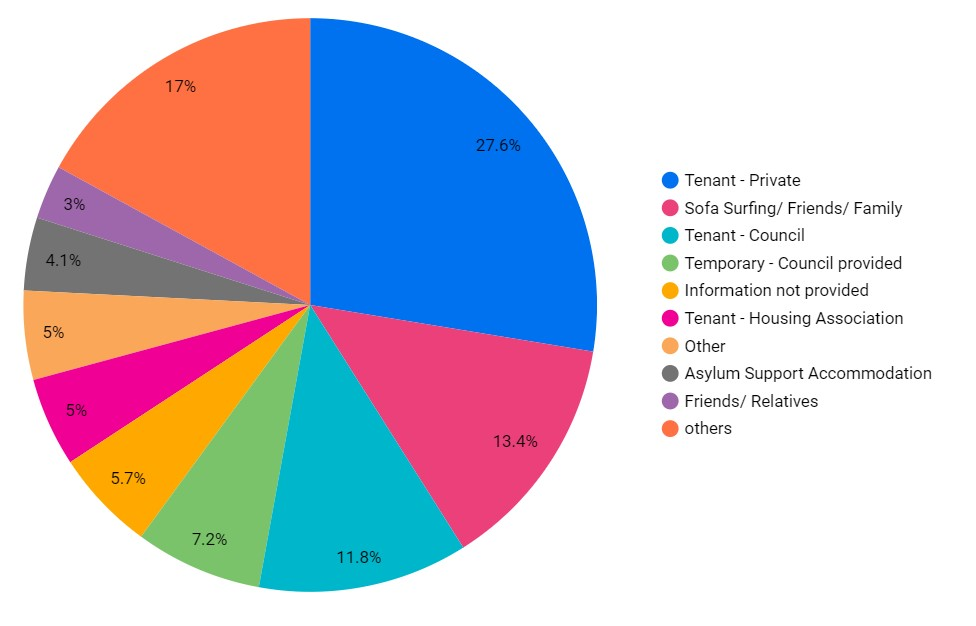 17%
27.6%
3%
4.1%
5%
5%
5.7%
7.2%
11.8%
13.4%
Tenant - Private
Sofa Surfing/ Friends/ Family
Tenant - Council
Temporary - Council provided
Information not provided
Tenant - Housing Association
Other
Asylum Support Accommodation
Friends/ Relatives
others